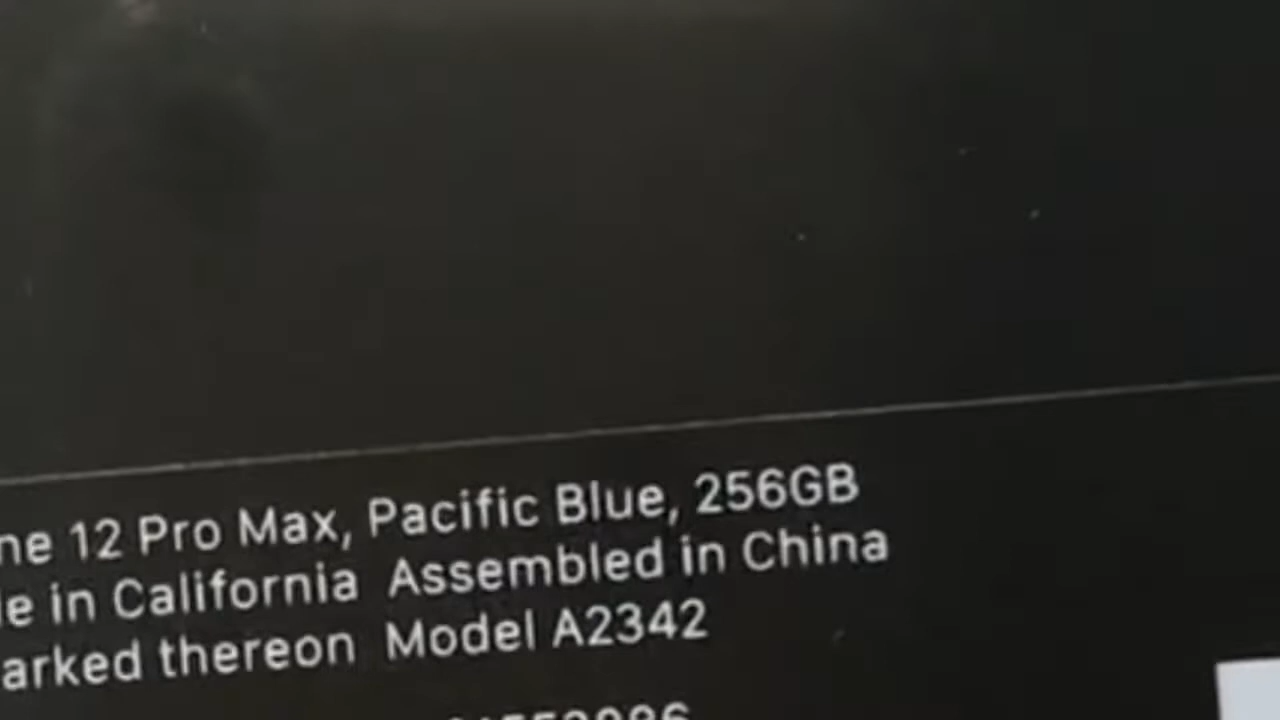 ne 12 Pro Max, Pacific Blue, 256GB
le in California Assembled in China
arked thereon Model A2342